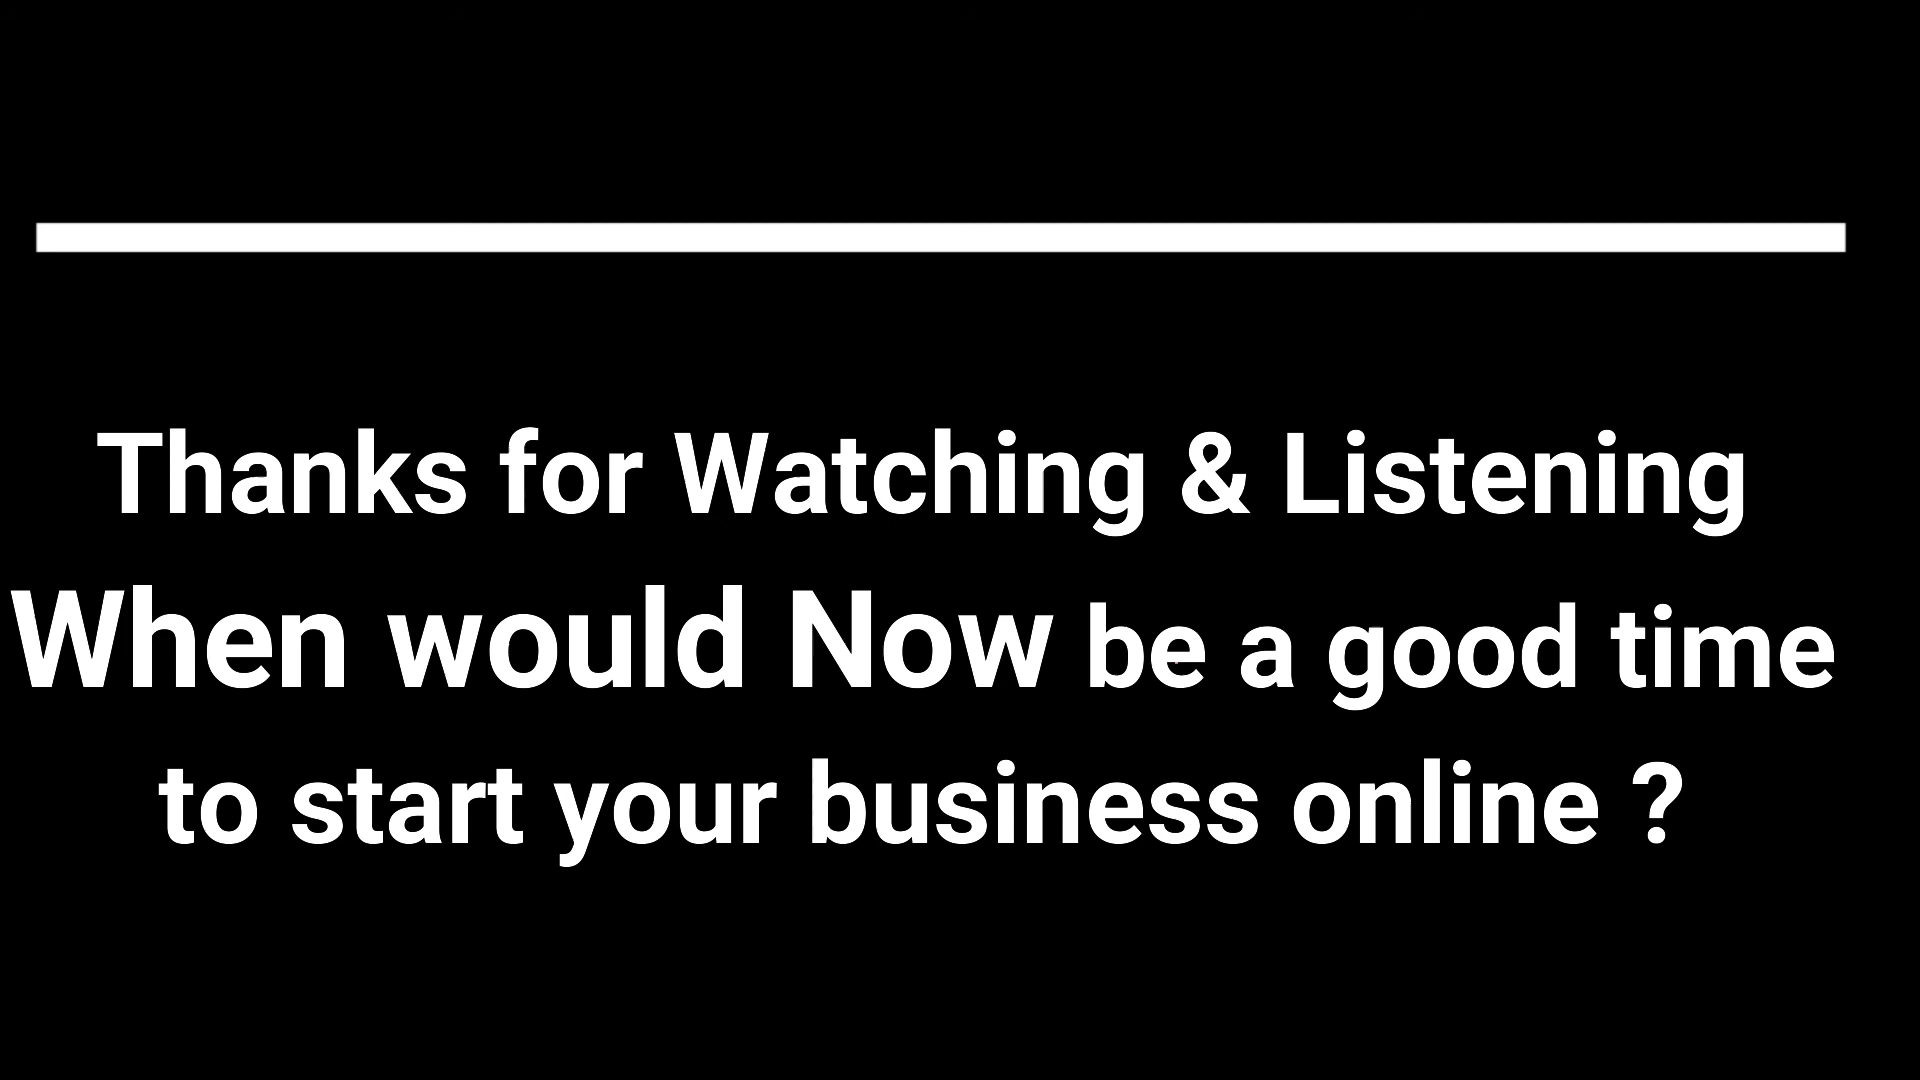 Thanks for Watching & Listening
When would Now be a good time
to start your business online ?